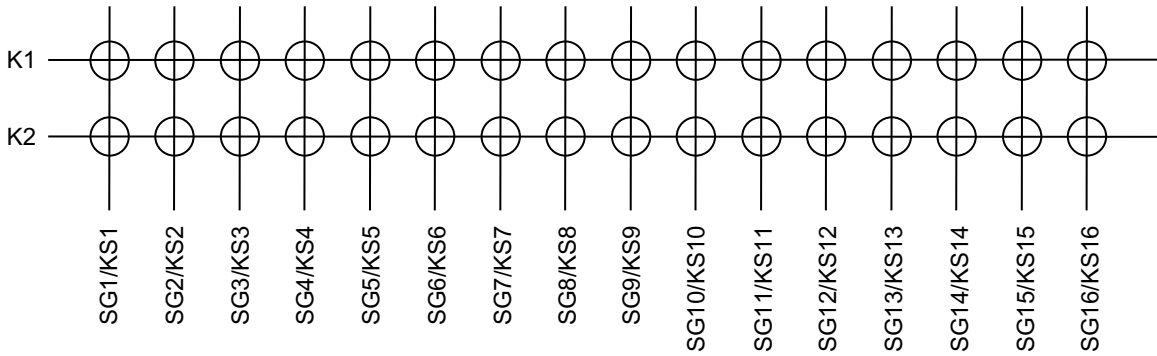 K1
K2
SG1/KS1
SG2/KS2
SG3/KS3
SG4/KS4
SG5/KS5
SG6/KS6
SG7/KS7
SG8/KS8
SG9/KS9
SG10/KS10
SG11/KS11
SG12/KS12
SG13/KS13
SG14/KS14
SG15/KS15
SG16/KS16